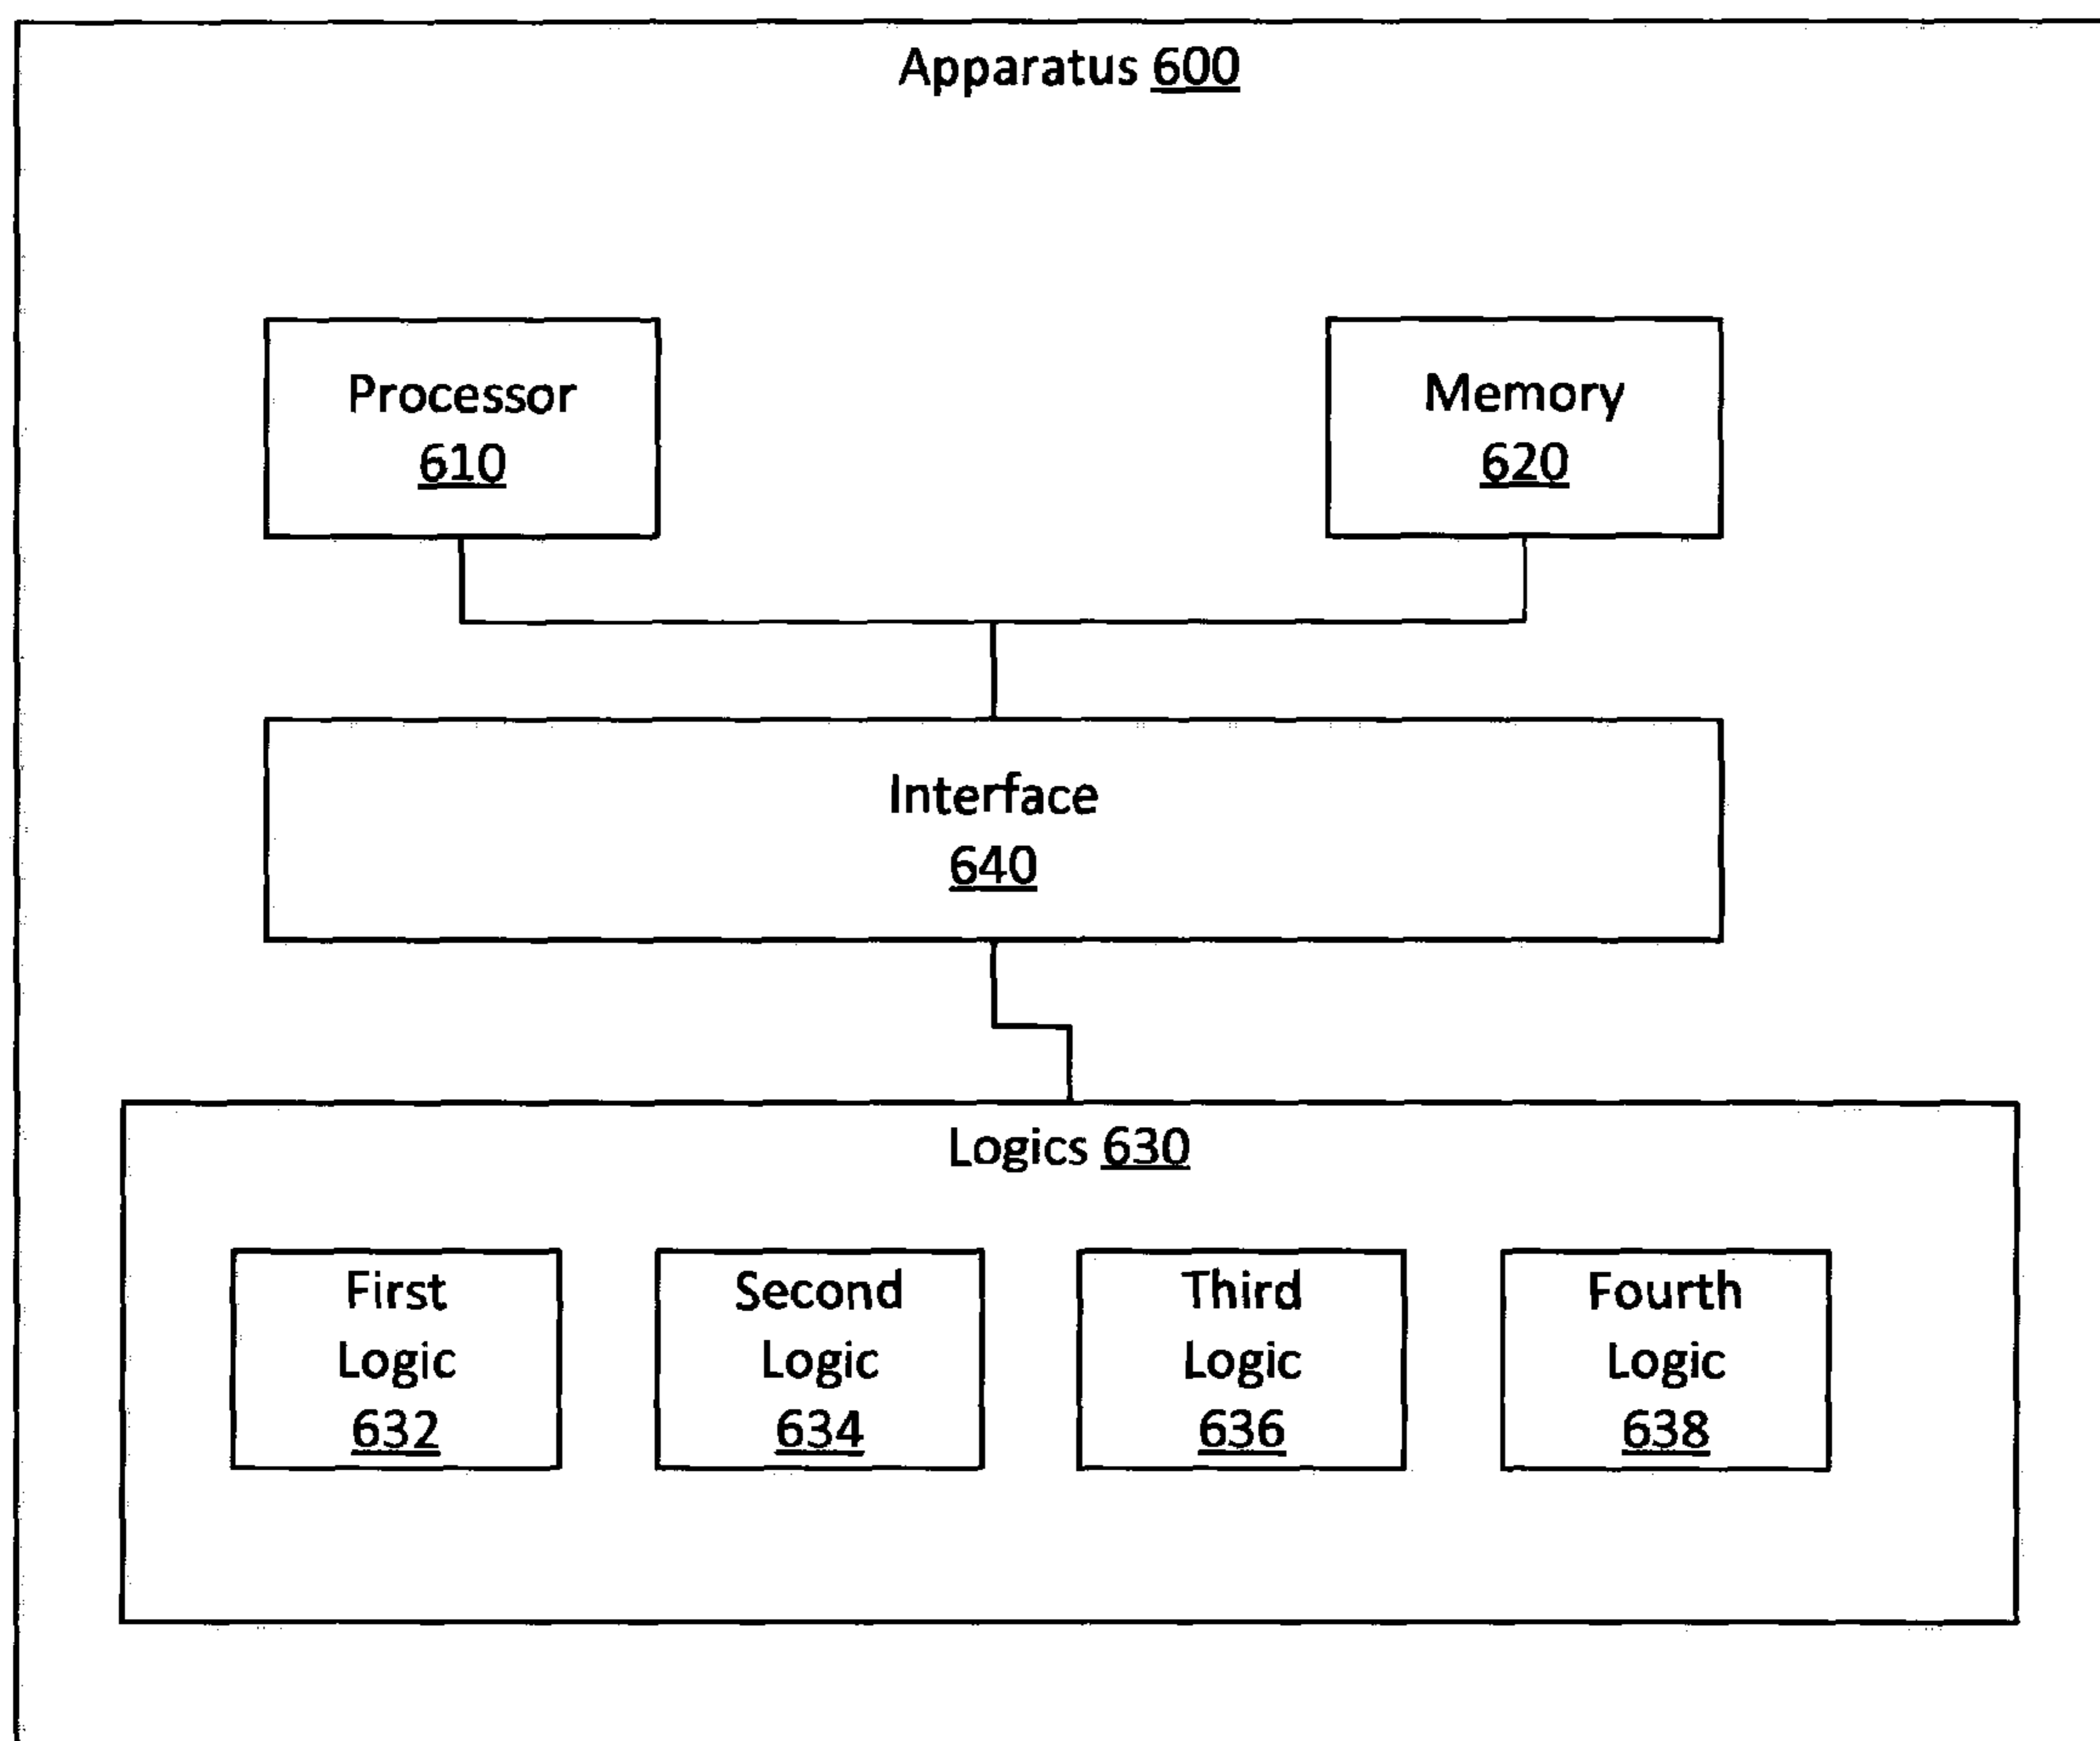 Apparatus 600
Processor
610
Memory
620
Interface
640
Logics 630
First
Logic
632
Second
Logic
634
Third
Logic
636
Fourth
Logic
638